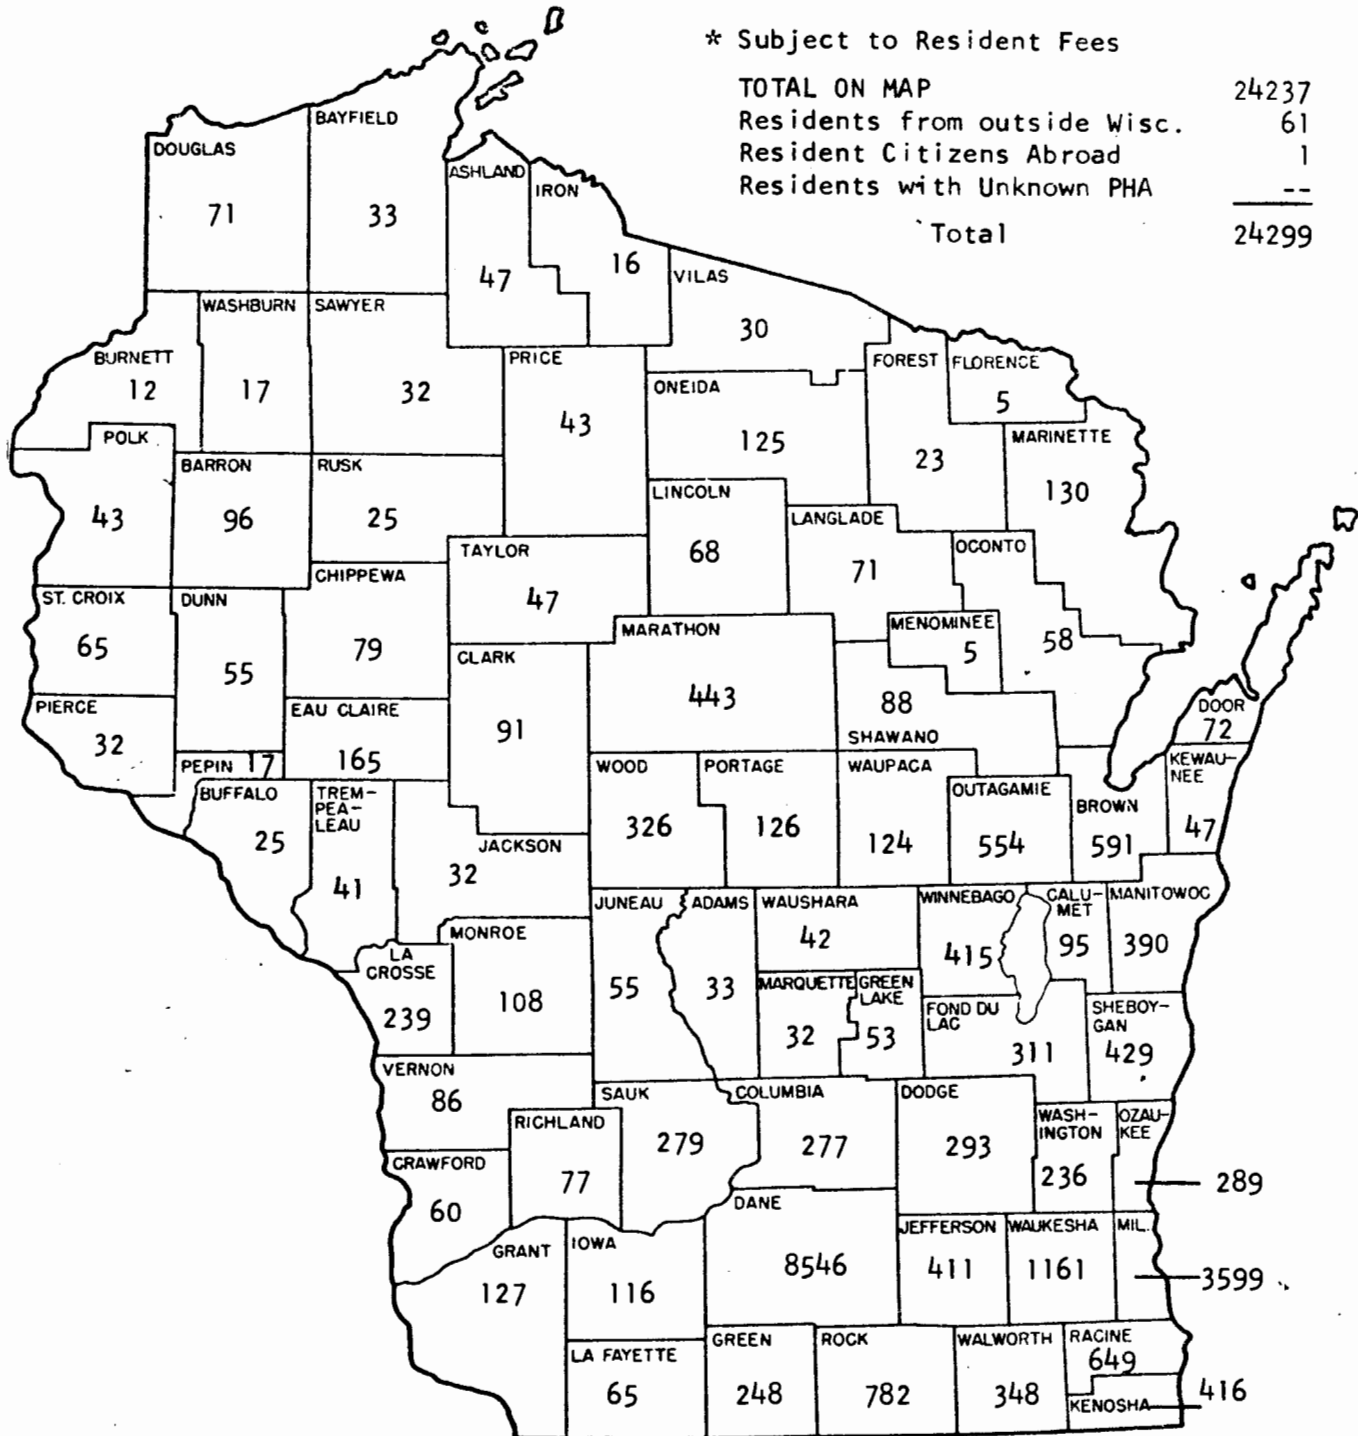 * Subject to Resident Fees
TOTAL ON MAP 24237
Residents from outside Wisc. 61
Resident Citizens Abroad 1
Residents with Unknown PHA --
Total 24299
DOUGLAS
71
BAYFIELD
33
ASHLAND
47
IRON
16
VILAS
30
BURNETT
12
WASHBURN
17
SAWYER
32
PRICE
43
ONEIDA
125
FOREST
23
FLORENCE
5
MARINETTE
130
POLK
43
BARRON
96
RUSK
25
LINCOLN
68
LANGLADE
71
OCONTO
58
TAYLOR
47
CHIPPEWA
79
ST. CROIX
65
DUNN
55
MENOMINEE
5
MARATHON
443
CLARK
91
SHAWANO
88
PIERCE
32
PEPIN 17
EAU CLAIRE
165
DOOR
72
BUFFALO
25
TREM-
PEA-
LEAU
41
JACKSON
32
WOOD
326
PORTAGE
126
WAUPACA
124
OUTAGAMIE
554
BROWN
591
KEWAU-
NEE
47
LA
CROSSE
239
MONROE
108
JUNEAU
55
ADAMS
33
WAUSHARA
42
MARQUETTE
32
GREEN
LAKE
53
WINNEBAGO
415
CALU-
MET
95
MANITOWOC
390
FOND DU
LAC
311
SHEBOY-
GAN
429
VERNON
86
CRAWFORD
60
RICHLAND
77
SAUK
279
COLUMBIA
277
DODGE
293
WASH-
INGTON
236
OZAU-
KEE
289
GRANT
127
IOWA
116
DANE
8546
JEFFERSON
411
WAUKESHA
1161
MIL.
3599
LA FAYETTE
65
GREEN
248
ROCK
782
WALWORTH
348
RACINE
649
KENOSHA
416